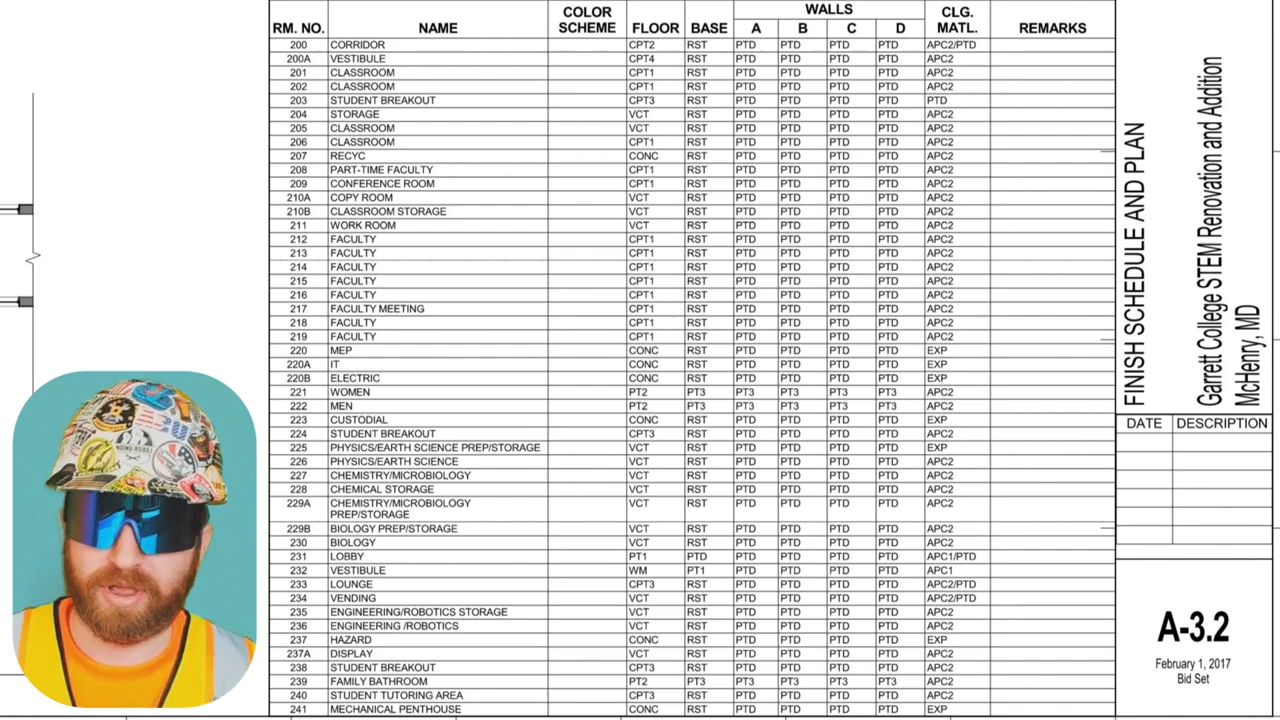 RM. NO. NAME COLOR SCHEME FLOOR BASE WALLS A B C D CLG. MATL. REMARKS
200 CORRIDOR CPT2 RST PTD PTD PTD PTD APC2/PTD
200A VESTIBULE CPT4 RST PTD PTD PTD PTD APC2
201 CLASSROOM CPT1 RST PTD PTD PTD PTD APC2
202 CLASSROOM CPT1 RST PTD PTD PTD PTD APC2
203 STUDENT BREAKOUT CPT3 RST PTD PTD PTD PTD PTD
204 STORAGE VCT RST PTD PTD PTD PTD APC2
205 CLASSROOM VCT RST PTD PTD PTD PTD APC2
206 CLASSROOM CPT1 RST PTD PTD PTD PTD APC2
207 RECYC CONC RST PTD PTD PTD PTD APC2
208 PART-TIME FACULTY CPT1 RST PTD PTD PTD PTD APC2
209 CONFERENCE ROOM CPT1 RST PTD PTD PTD PTD APC2
210A COPY ROOM VCT RST PTD PTD PTD PTD APC2
210B CLASSROOM STORAGE VCT RST PTD PTD PTD PTD APC2
211 WORK ROOM VCT RST PTD PTD PTD PTD APC2
212 FACULTY CPT1 RST PTD PTD PTD PTD APC2
213 FACULTY CPT1 RST PTD PTD PTD PTD APC2
214 FACULTY CPT1 RST PTD PTD PTD PTD APC2
215 FACULTY CPT1 RST PTD PTD PTD PTD APC2
216 FACULTY CPT1 RST PTD PTD PTD PTD APC2
217 FACULTY MEETING CPT1 RST PTD PTD PTD PTD APC2
218 FACULTY CPT1 RST PTD PTD PTD PTD APC2
219 FACULTY CPT1 RST PTD PTD PTD PTD APC2
220 MEP CONC RST PTD PTD PTD PTD EXP
220A IT CONC RST PTD PTD PTD PTD EXP
220B ELECTRIC CONC RST PTD PTD PTD PTD EXP
221 WOMEN PT2 PT3 PT3 PT3 PT3 PT3 APC2
222 MEN PT2 PT3 PT3 PT3 PT3 PT3 APC2
223 CUSTODIAL CONC RST PTD PTD PTD PTD EXP
224 STUDENT BREAKOUT CPT3 RST PTD PTD PTD PTD APC2
225 PHYSICS/EARTH SCIENCE PREP/STORAGE VCT RST PTD PTD PTD PTD EXP
226 PHYSICS/EARTH SCIENCE VCT RST PTD PTD PTD PTD APC2
227 CHEMISTRY/MICROBIOLOGY VCT RST PTD PTD PTD PTD APC2
228 CHEMICAL STORAGE VCT RST PTD PTD PTD PTD APC2
229A CHEMISTRY/MICROBIOLOGY VCT RST PTD PTD PTD PTD APC2
PREP/STORAGE
229B BIOLOGY PREP/STORAGE VCT RST PTD PTD PTD PTD APC2
230 BIOLOGY VCT RST PTD PTD PTD PTD APC2
231 LOBBY PT1 PTD PTD PTD PTD PTD APC1/PTD
232 VESTIBULE WM PT1 PTD PTD PTD PTD APC1
233 LOUNGE CPT3 RST PTD PTD PTD PTD APC2/PTD
234 VENDING VCT RST PTD PTD PTD PTD APC2/PTD
235 ENGINEERING/ROBOTICS STORAGE VCT RST PTD PTD PTD PTD APC2
236 ENGINEERING /ROBOTICS VCT RST PTD PTD PTD PTD APC2
237 HAZARD CONC RST PTD PTD PTD PTD EXP
237A DISPLAY VCT RST PTD PTD PTD PTD APC2
238 STUDENT BREAKOUT CPT3 RST PTD PTD PTD PTD APC2
239 FAMILY BATHROOM PT2 PT3 PT3 PT3 PT3 PT3 APC2
240 STUDENT TUTORING AREA CPT3 RST PTD PTD PTD PTD APC2
241 MECHANICAL PENTHOUSE CONC RST PTD PTD PTD PTD EXP
FINISH SCHEDULE AND PLAN
Garrett College STEM Renovation and Addition
McHenry, MD
DATE DESCRIPTION
A-3.2
February 1, 2017
Bid Set